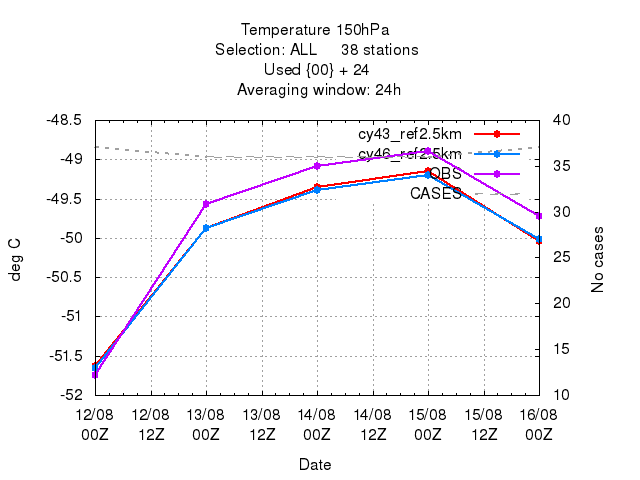 Temperature 150hPa
Selection: ALL 38 stations
Used {00} + 24
Averaging window: 24h
-48.5 40
cy43_ref2.5km
cy46_ref2.5km
-49 35
OBS
CASES
-49.5 30
-50
25
-50.5
20
-51
15
-51.5
-52 10
deg C
No cases
12/08 12/08 13/08 13/08 14/08 14/08 15/08 15/08 16/08
00Z 12Z 00Z 12Z 00Z 12Z 00Z 12Z 00Z
Date